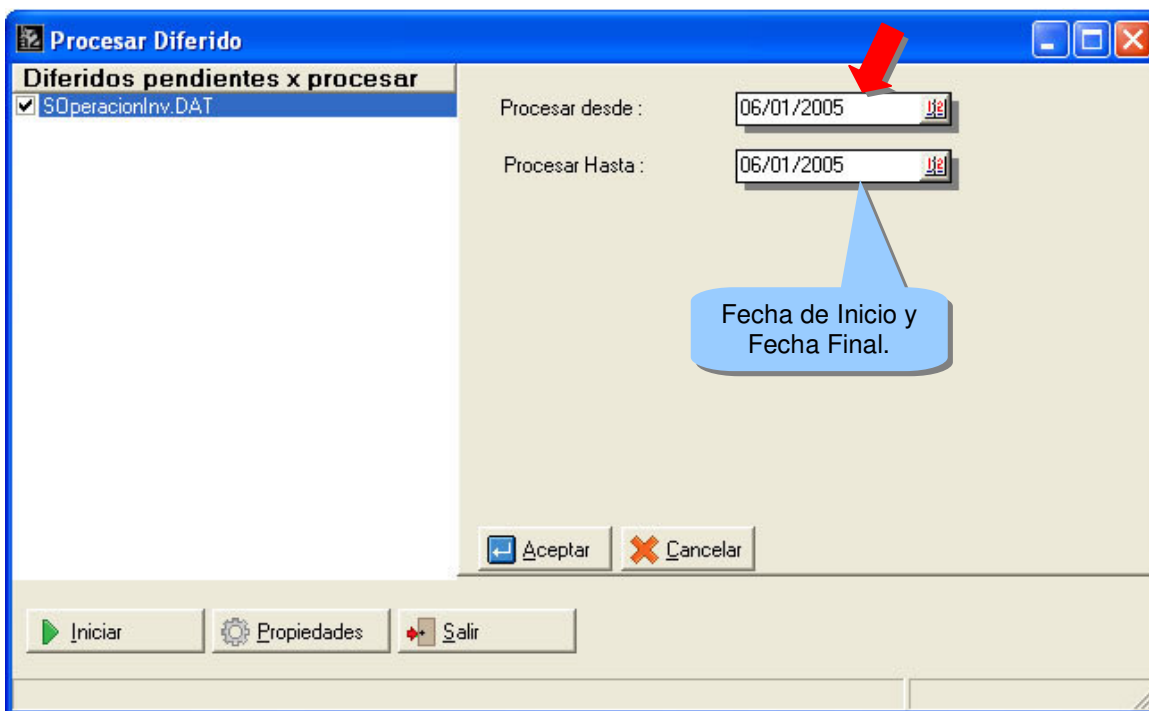 Procesar Diferido
Diferidos pendientes x procesar
SOperacionInv.DAT
Procesar desde :
06/01/2005
Procesar Hasta :
06/01/2005
Fecha de Inicio y
Fecha Final.
Aceptar
Cancelar
Iniciar
Propiedades
Salir